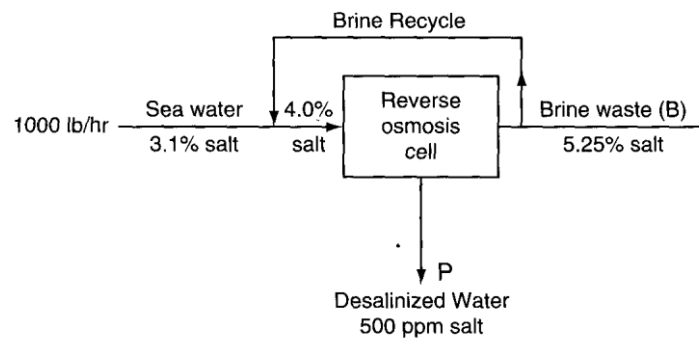 Brine Recycle
1000 lb/hr
Sea water
3.1% salt
4.0%
salt
Reverse
osmosis
cell
Brine waste (B)
5.25% salt
P
Desalinized Water
500 ppm salt